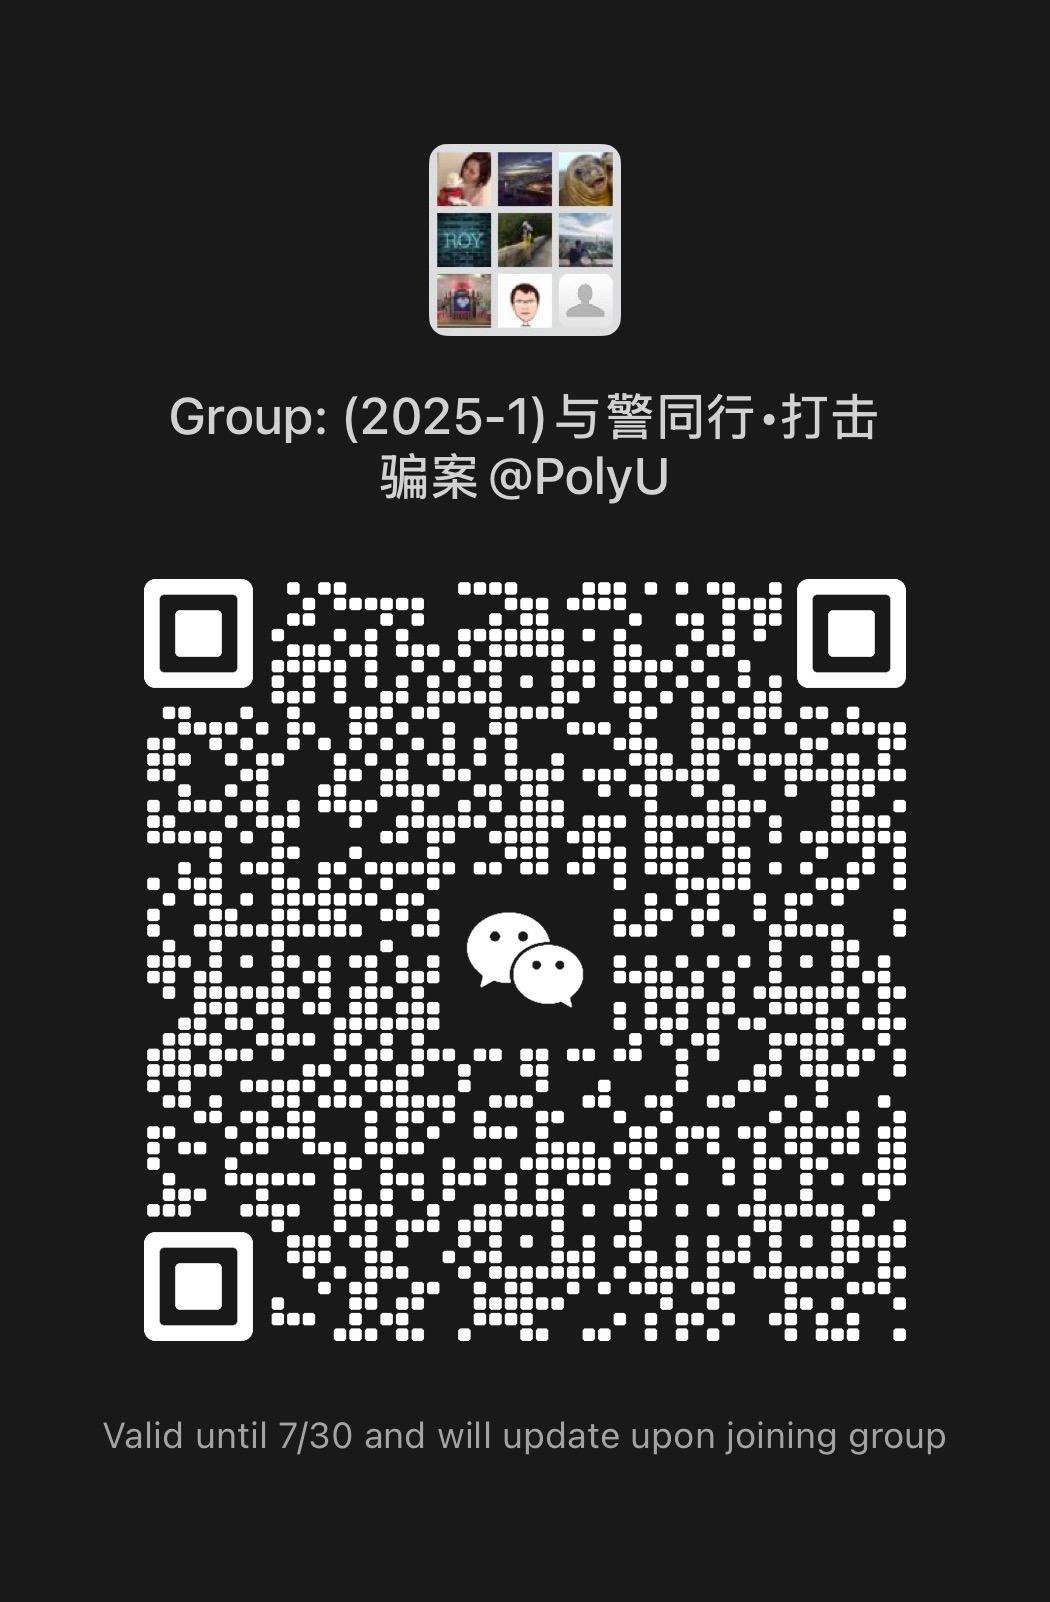 ROY
Group: (2025-1)与警同行•打击
骗案@PolyU
Valid until 7/30 and will update upon joining group